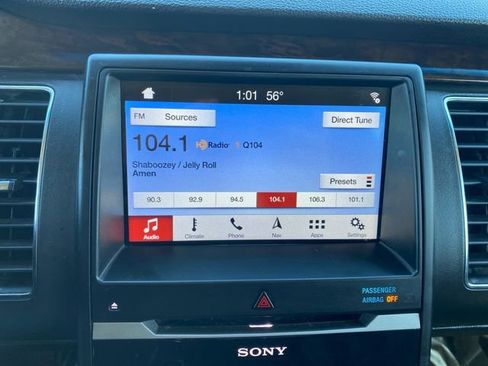 1:01 56°
FM Sources
Direct Tune
104.1 HD Radio 1 Q104
Shaboozey / Jelly Roll
Amen
Presets
90.3 92.9 94.5 104.1 106.3 101.1
Audio Climate Phone Nav Apps Settings
PASSENGER
AIRBAG OFF
SONY